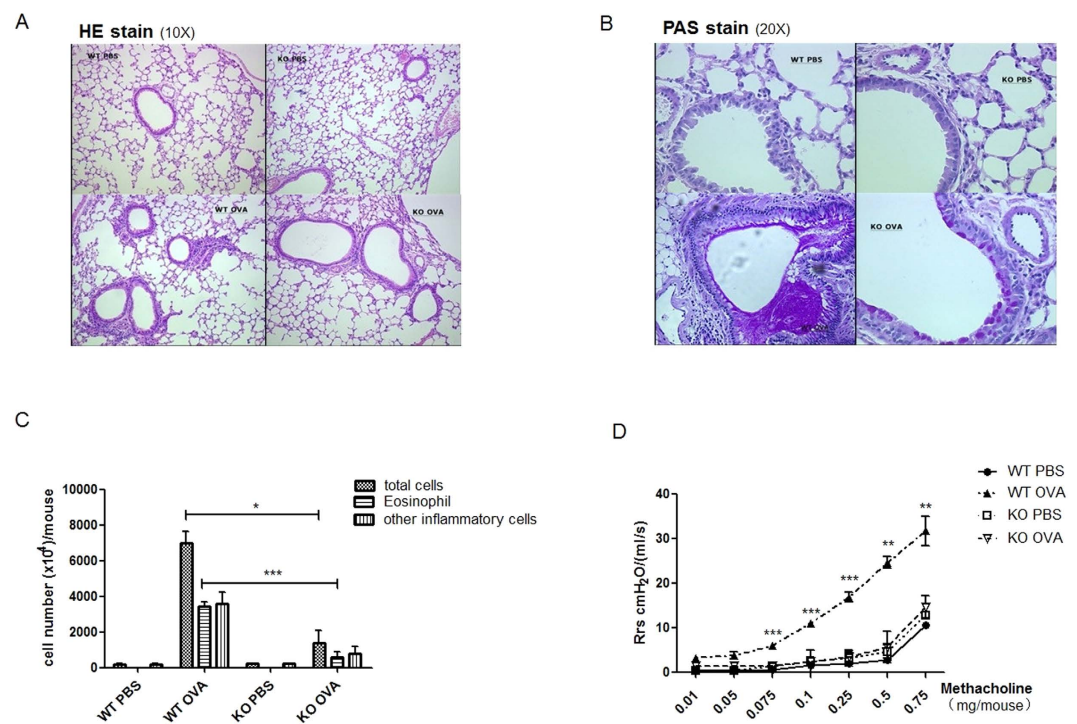 A
HE stain (10X)
WT PBS
KO PBS
WT OVA
KO OVA
B
PAS stain (20X)
WT PBS
KO PBS
KO OVA
WT OVA
C
cell number (x10⁴)/mouse
10000
8000
6000
4000
2000
0
total cells
Eosinophil
other inflammatory cells
*
***
WT PBS
WT OVA
KO PBS
KO OVA
D
WT PBS
WT OVA
KO PBS
KO OVA
Rrs cmH₂O/(ml/s)
40
30
20
10
0
***
***
***
**
**
0.01
0.05
0.075
0.1
0.25
0.5
0.75
Methacholine
(mg/mouse)